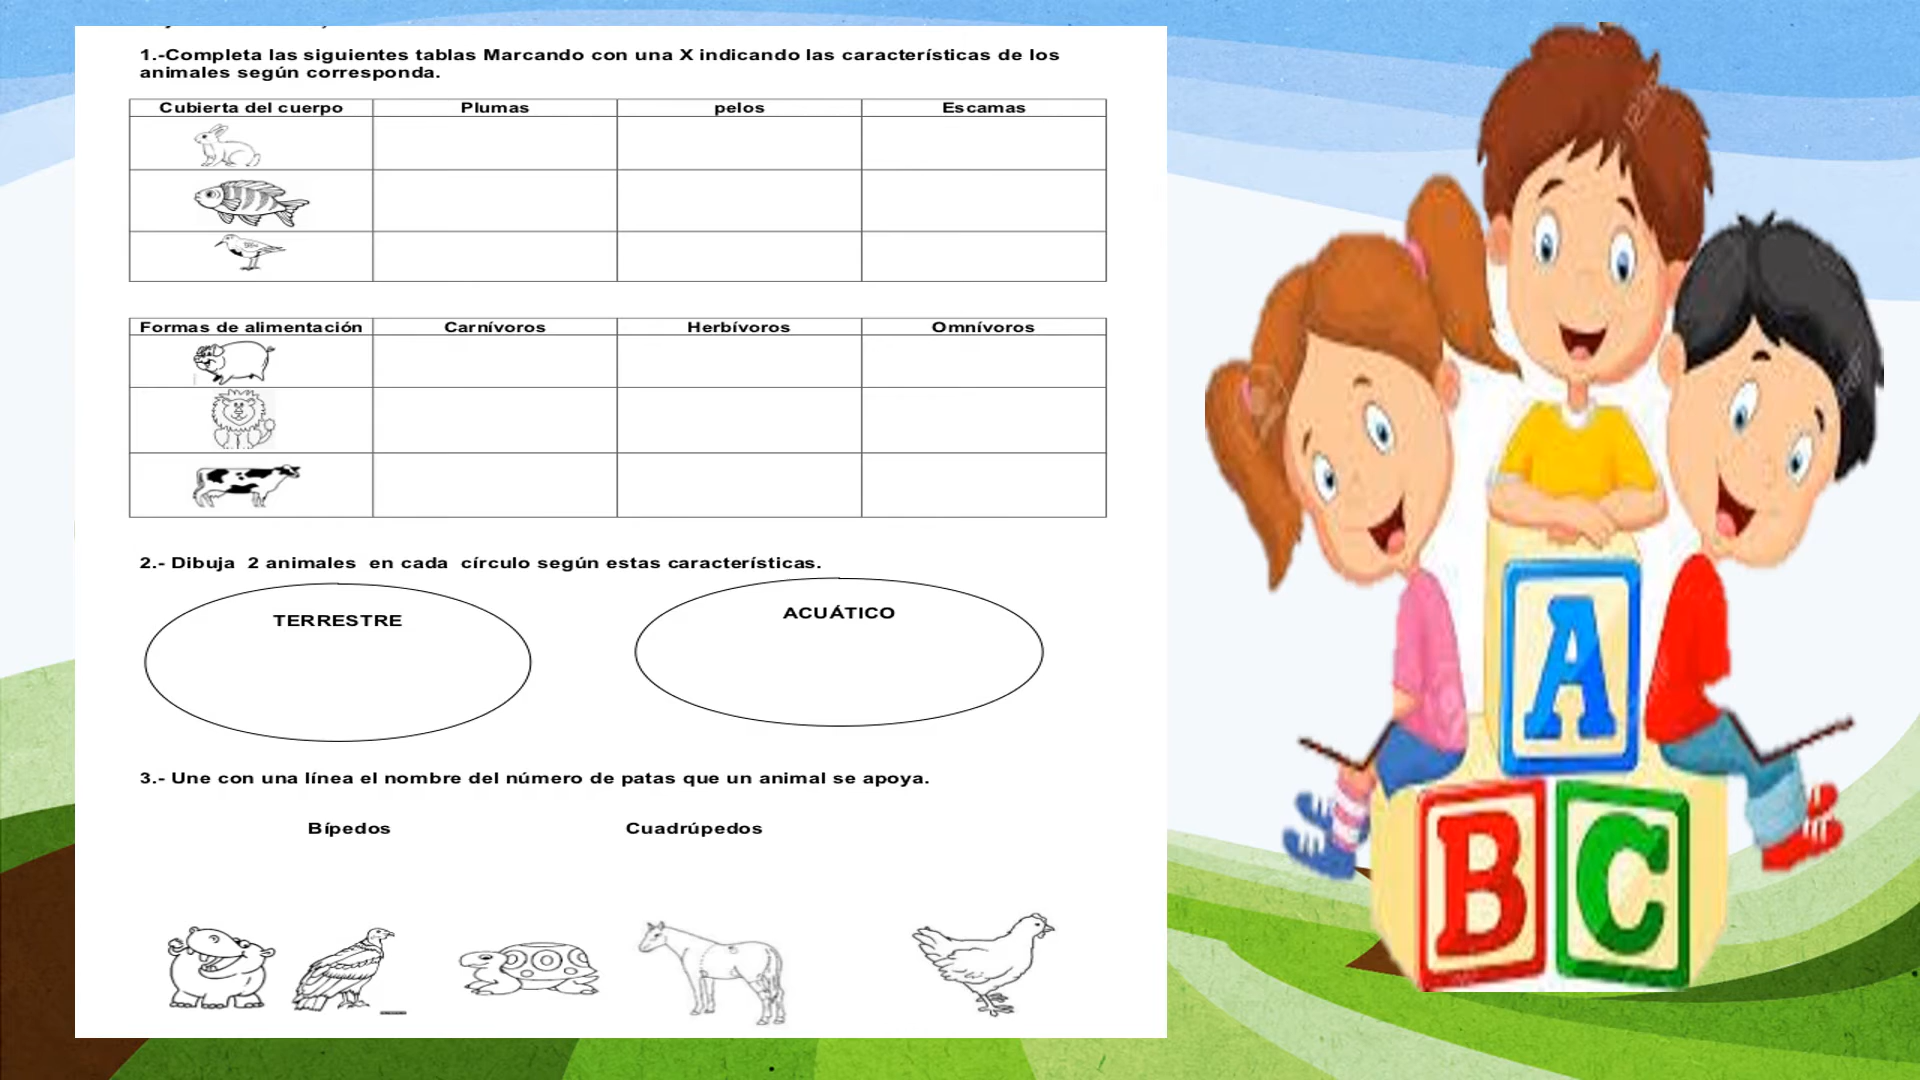 1.-Completa las siguientes tablas Marcando con una X indicando las características de los
animales según corresponda.
Cubierta del cuerpo Plumas pelos Escamas
Formas de alimentación Carnívoros Herbívoros Omnívoros
2.- Dibuja 2 animales en cada círculo según estas características.
TERRESTRE ACUÁTICO
3.- Une con una línea el nombre del número de patas que un animal se apoya.
Bípedos Cuadrúpedos
A
B C